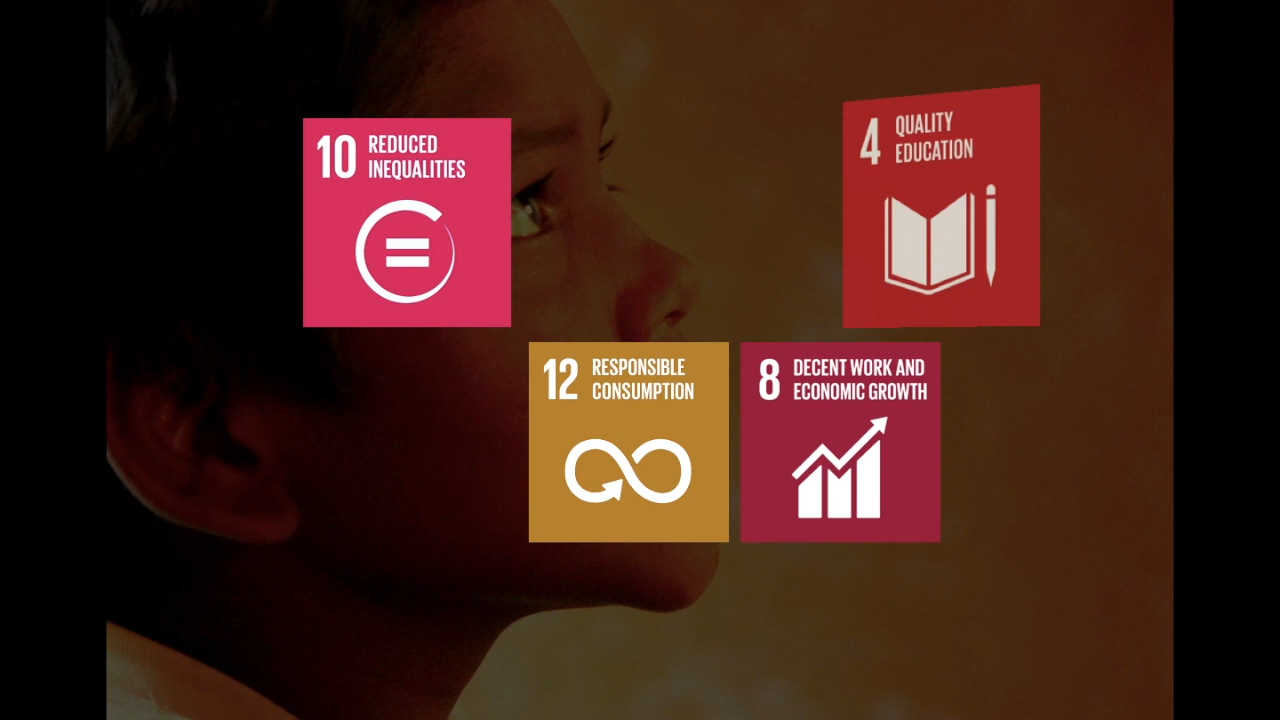 10 REDUCED
INEQUALITIES
4 QUALITY
EDUCATION
12 RESPONSIBLE
CONSUMPTION
8 DECENT WORK AND
ECONOMIC GROWTH